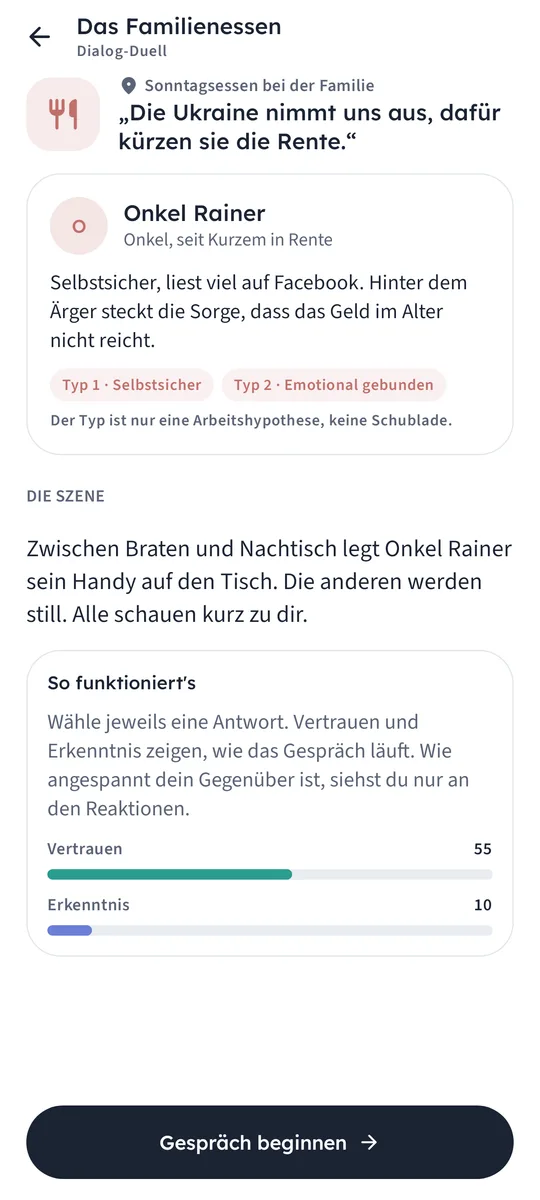 Das Familienessen
Dialog-Duell
Sonntagsessen bei der Familie
„Die Ukraine nimmt uns aus, dafür
kürzen sie die Rente.“
O
Onkel Rainer
Onkel, seit Kurzem in Rente
Selbstsicher, liest viel auf Facebook. Hinter dem
Ärger steckt die Sorge, dass das Geld im Alter
nicht reicht.
Typ 1 · Selbstsicher
Typ 2 · Emotional gebunden
Der Typ ist nur eine Arbeitshypothese, keine Schublade.
DIE SZENE
Zwischen Braten und Nachtisch legt Onkel Rainer
sein Handy auf den Tisch. Die anderen werden
still. Alle schauen kurz zu dir.
So funktioniert's
Wähle jeweils eine Antwort. Vertrauen und
Erkenntnis zeigen, wie das Gespräch läuft. Wie
angespannt dein Gegenüber ist, siehst du nur an
den Reaktionen.
Vertrauen 55
Erkenntnis 10
Gespräch beginnen →